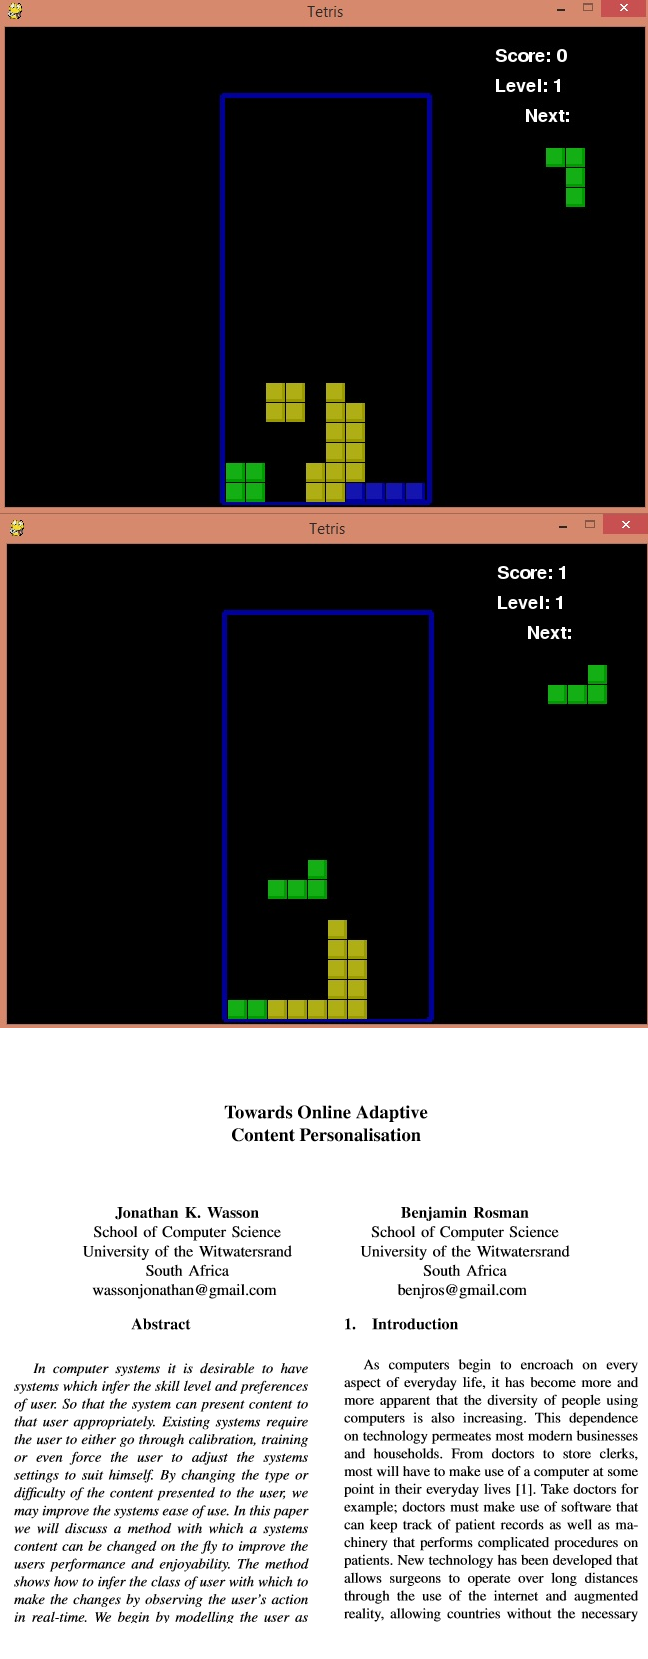 Tetris
Score: 0
Level: 1
Next:
Tetris
Score: 1
Level: 1
Next:
Towards Online Adaptive
Content Personalisation
Jonathan K. Wasson
School of Computer Science
University of the Witwatersrand
South Africa
wassonjonathan@gmail.com
Benjamin Rosman
School of Computer Science
University of the Witwatersrand
South Africa
benjros@gmail.com
Abstract
In computer systems it is desirable to have
systems which infer the skill level and preferences
of user. So that the system can present content to
that user appropriately. Existing systems require
the user to either go through calibration, training
or even force the user to adjust the systems
settings to suit himself. By changing the type or
difficulty of the content presented to the user, we
may improve the systems ease of use. In this paper
we will discuss a method with which a systems
content can be changed on the fly to improve the
users performance and enjoyability. The method
shows how to infer the class of user with which to
make the changes by observing the user's action
in real-time. We begin by modelling the user as
1. Introduction
As computers begin to encroach on every
aspect of everyday life, it has become more and
more apparent that the diversity of people using
computers is also increasing. This dependence
on technology permeates most modern businesses
and households. From doctors to store clerks,
most will have to make use of a computer at some
point in their everyday lives [1]. Take doctors for
example; doctors must make use of software that
can keep track of patient records as well as ma-
chinery that performs complicated procedures on
patients. New technology has been developed that
allows surgeons to operate over long distances
through the use of the internet and augmented
reality, allowing countries without the necessary